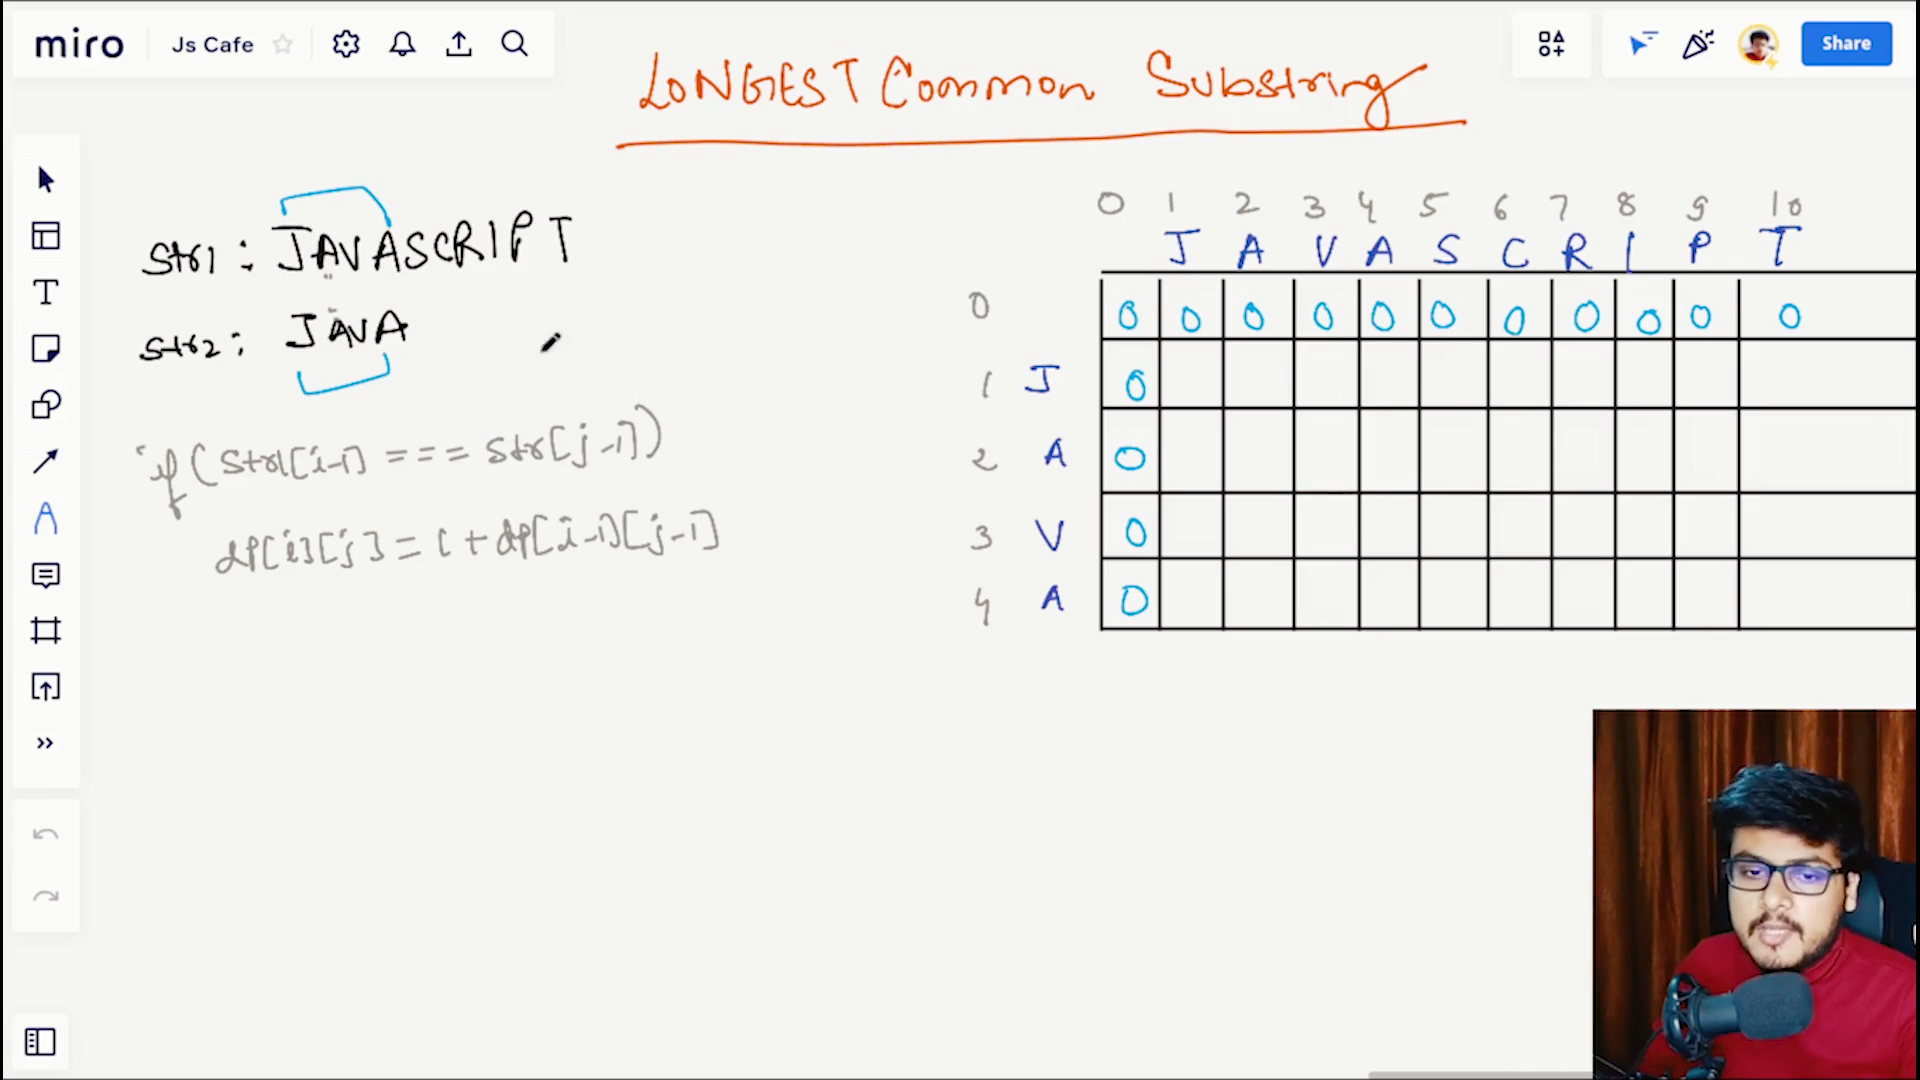 miro Js Cafe Share
LONGEST Common Substring
str1 : JAVASCRIPT
str2 : JAVA
if ( str1[i-1] === str[j-1])
dp[i][j] = 1 + dp[i-1][j-1]
0 1 2 3 4 5 6 7 8 9 10
J A V A S C R I P T
0 0 0 0 0 0 0 0 0 0 0 0
1 J 0
2 A 0
3 V 0
4 A 0